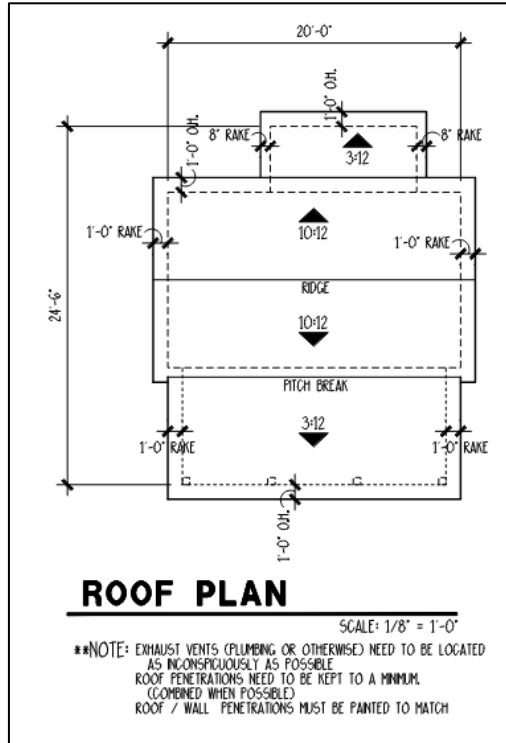 20'-0"
1'-0" O.H.
8" RAKE
8" RAKE
3:12
1'-0" O.H.
10:12
1'-0" RAKE
1'-0" RAKE
24'-6"
RIDGE
10:12
PITCH BREAK
3:12
1'-0" RAKE
1'-0" RAKE
1'-0" O.H.
ROOF PLAN
SCALE: 1/8" = 1'-0"
**NOTE: EXHAUST VENTS (PLUMBING OR OTHERWISE) NEED TO BE LOCATED
AS INCONSPICUOUSLY AS POSSIBLE
ROOF PENETRATIONS NEED TO BE KEPT TO A MINIMUM.
(COMBINED WHEN POSSIBLE)
ROOF / WALL PENETRATIONS MUST BE PAINTED TO MATCH